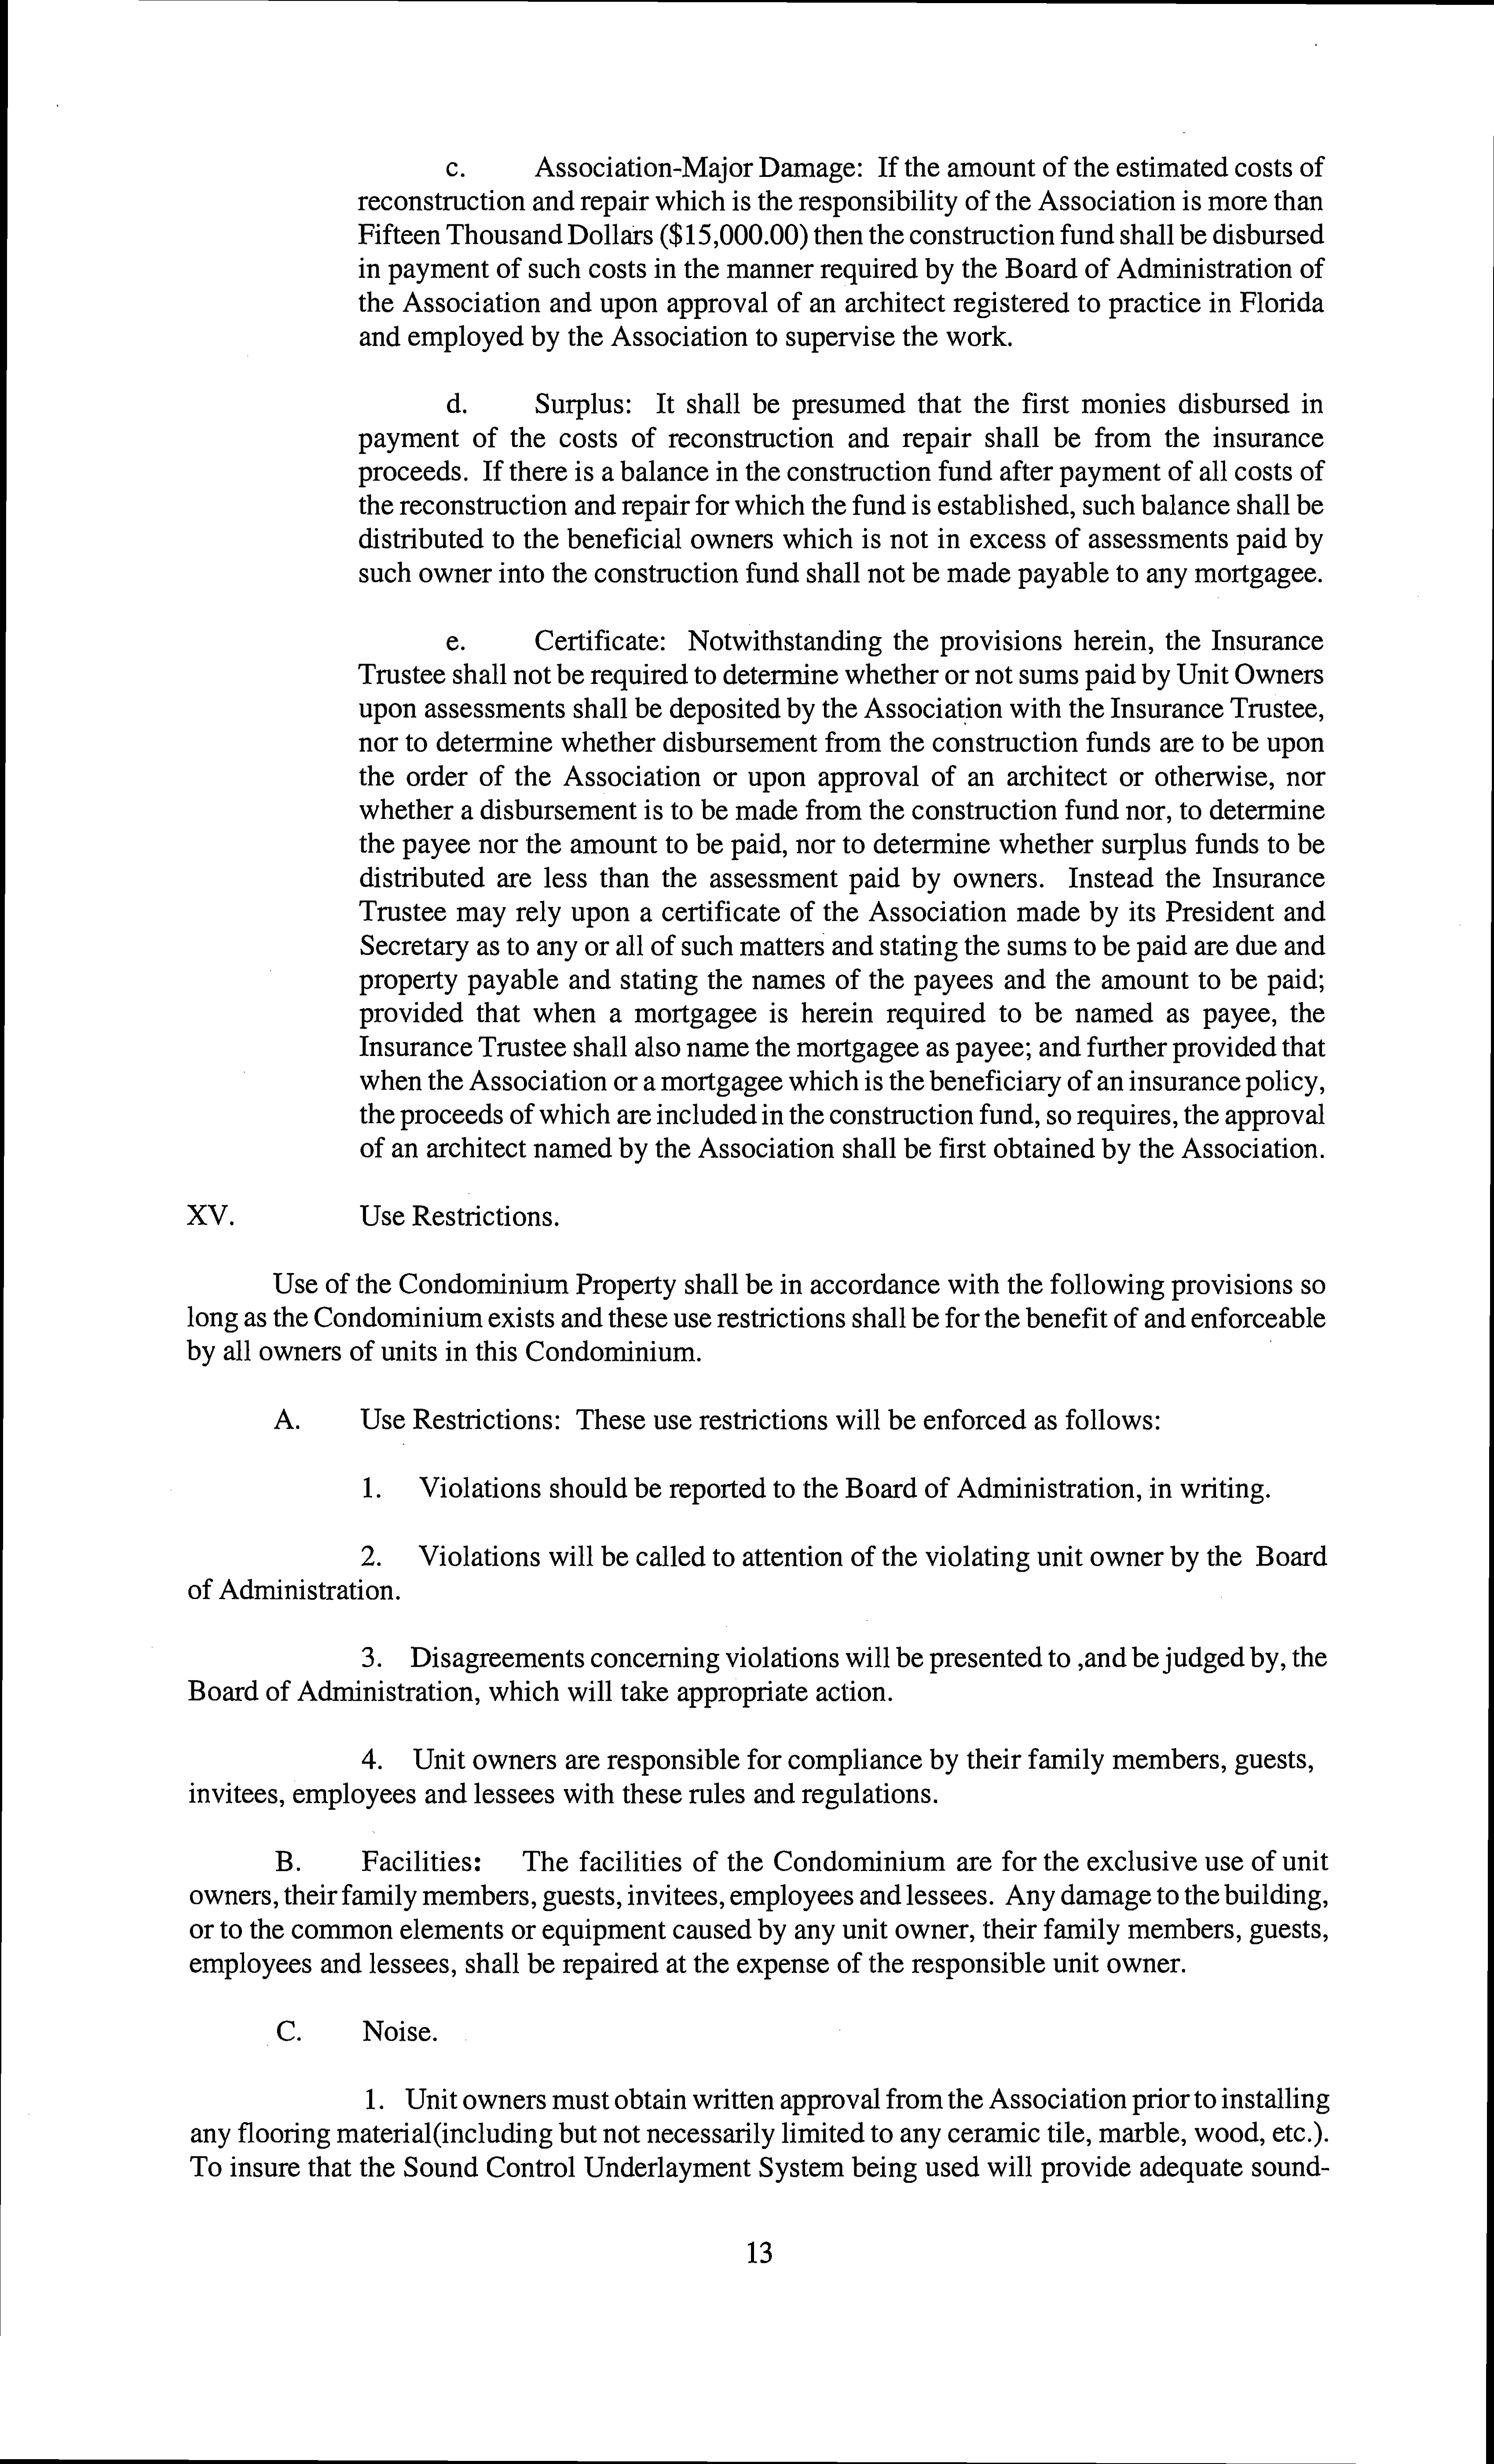 c. Association-Major Damage: If the amount of the estimated costs of
reconstruction and repair which is the responsibility of the Association is more than
Fifteen Thousand Dollars ($15,000.00) then the construction fund shall be disbursed
in payment of such costs in the manner required by the Board of Administration of
the Association and upon approval of an architect registered to practice in Florida
and employed by the Association to supervise the work.
d. Surplus: It shall be presumed that the first monies disbursed in
payment of the costs of reconstruction and repair shall be from the insurance
proceeds. If there is a balance in the construction fund after payment of all costs of
the reconstruction and repair for which the fund is established, such balance shall be
distributed to the beneficial owners which is not in excess of assessments paid by
such owner into the construction fund shall not be made payable to any mortgagee.
e. Certificate: Notwithstanding the provisions herein, the Insurance
Trustee shall not be required to determine whether or not sums paid by Unit Owners
upon assessments shall be deposited by the Association with the Insurance Trustee,
nor to determine whether disbursement from the construction funds are to be upon
the order of the Association or upon approval of an architect or otherwise, nor
whether a disbursement is to be made from the construction fund nor, to determine
the payee nor the amount to be paid, nor to determine whether surplus funds to be
distributed are less than the assessment paid by owners. Instead the Insurance
Trustee may rely upon a certificate of the Association made by its President and
Secretary as to any or all of such matters and stating the sums to be paid are due and
property payable and stating the names of the payees and the amount to be paid;
provided that when a mortgagee is herein required to be named as payee, the
Insurance Trustee shall also name the mortgagee as payee; and further provided that
when the Association or a mortgagee which is the beneficiary of an insurance policy,
the proceeds of which are included in the construction fund, so requires, the approval
of an architect named by the Association shall be first obtained by the Association.
XV. Use Restrictions.
Use of the Condominium Property shall be in accordance with the following provisions so
long as the Condominium exists and these use restrictions shall be for the benefit of and enforceable
by all owners of units in this Condominium.
A. Use Restrictions: These use restrictions will be enforced as follows:
1. Violations should be reported to the Board of Administration, in writing.
2. Violations will be called to attention of the violating unit owner by the Board
of Administration.
3. Disagreements concerning violations will be presented to ,and be judged by, the
Board of Administration, which will take appropriate action.
4. Unit owners are responsible for compliance by their family members, guests,
invitees, employees and lessees with these rules and regulations.
B. Facilities: The facilities of the Condominium are for the exclusive use of unit
owners, their family members, guests, invitees, employees and lessees. Any damage to the building,
or to the common elements or equipment caused by any unit owner, their family members, guests,
employees and lessees, shall be repaired at the expense of the responsible unit owner.
C. Noise.
1. Unit owners must obtain written approval from the Association prior to installing
any flooring material(including but not necessarily limited to any ceramic tile, marble, wood, etc.).
To insure that the Sound Control Underlayment System being used will provide adequate sound-
13